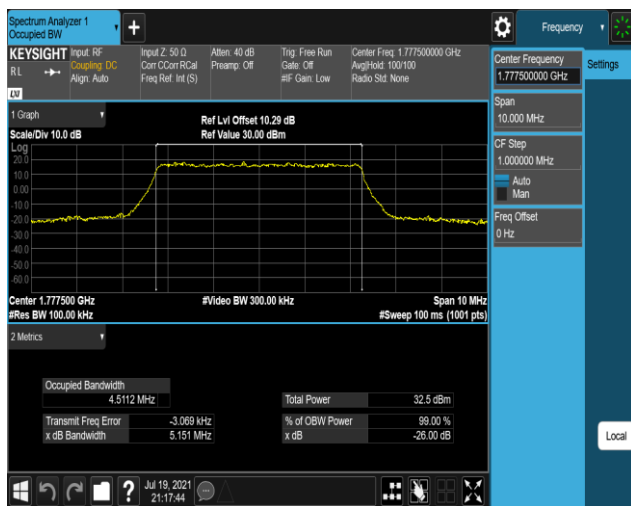 Spectrum Analyzer 1
Occupied BW
+
Frequency
KEYSIGHT
RL
LXI
Input: RF
Coupling: DC
Align: Auto
Input Z: 50 Ω
Corr CCorr RCal
Freq Ref: Int (S)
Atten: 40 dB
Preamp: Off
Trig: Free Run
Gate: Off
#IF Gain: Low
Center Freq: 1.777500000 GHz
Avg|Hold: 100/100
Radio Std: None
Center Frequency
1.777500000 GHz
Settings
Span
10.000 MHz
CF Step
1.000000 MHz
Auto
Man
Freq Offset
0 Hz
Local
1 Graph
Scale/Div 10.0 dB
Ref Lvl Offset 10.29 dB
Ref Value 30.00 dBm
Log
20.0
10.0
0.00
-10.0
-20.0
-30.0
-40.0
-50.0
-60.0
Center 1.777500 GHz
#Video BW 300.00 kHz
Span 10 MHz
#Res BW 100.00 kHz
#Sweep 100 ms (1001 pts)
2 Metrics
Occupied Bandwidth
4.5112 MHz
Total Power 32.5 dBm
Transmit Freq Error -3.069 kHz
% of OBW Power 99.00 %
x dB Bandwidth 5.151 MHz
x dB -26.00 dB
?
Jul 19, 2021
21:17:44